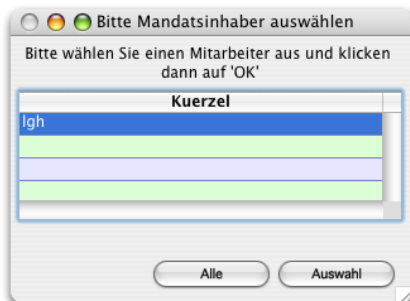 Bitte Mandatsinhaber auswählen
Bitte wählen Sie einen Mitarbeiter aus und klicken
dann auf 'OK'
Kuerzel
lgh
Alle
Auswahl